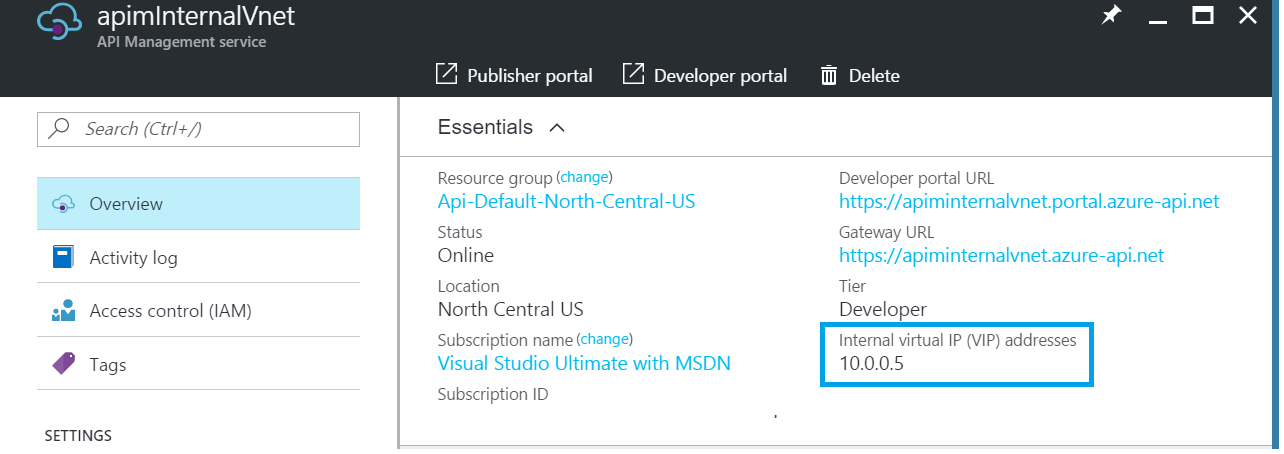 apimInternalVnet
API Management service
Publisher portal
Developer portal
Delete
Search (Ctrl+/)
Overview
Activity log
Access control (IAM)
Tags
SETTINGS
Essentials
Resource group (change)
Api-Default-North-Central-US
Status
Online
Location
North Central US
Subscription name (change)
Visual Studio Ultimate with MSDN
Subscription ID
Developer portal URL
https://apiminternalvnet.portal.azure-api.net
Gateway URL
https://apiminternalvnet.azure-api.net
Tier
Developer
Internal virtual IP (VIP) addresses
10.0.0.5